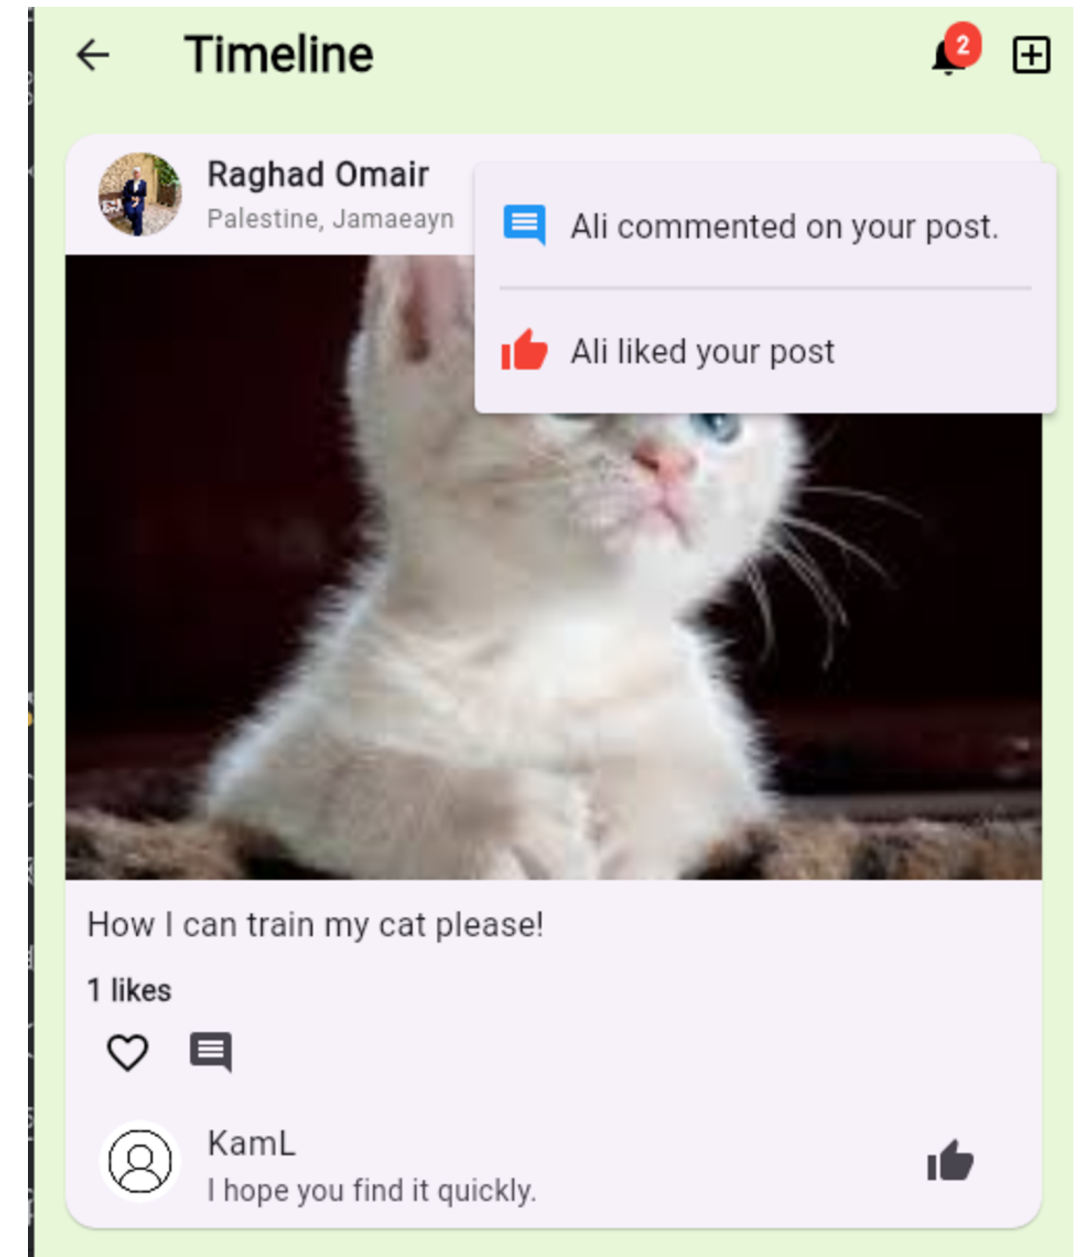 Timeline
2
Raghad Omair
Palestine, Jamaeayn
Ali commented on your post.
Ali liked your post
How I can train my cat please!
1 likes
KamL
I hope you find it quickly.